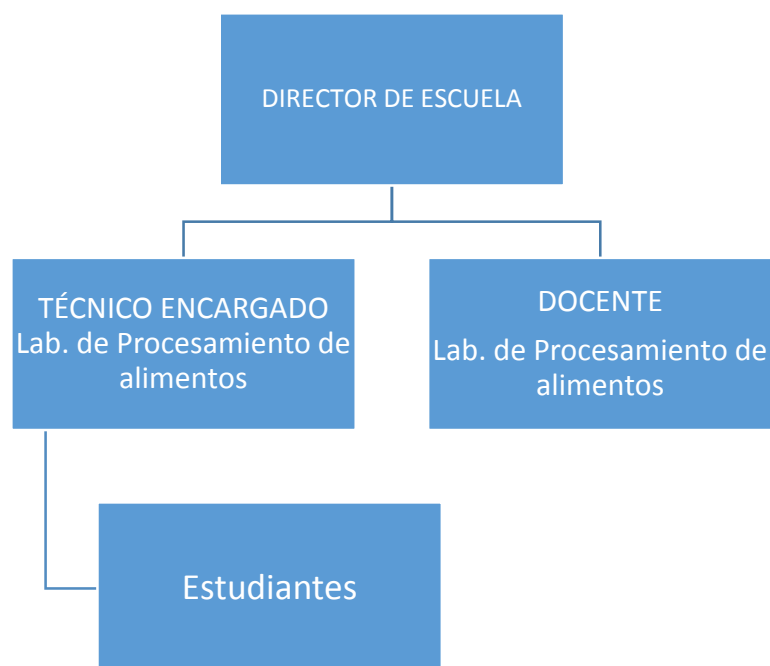 DIRECTOR DE ESCUELA
TÉCNICO ENCARGADO
Lab. de Procesamiento de
alimentos
DOCENTE
Lab. de Procesamiento de
alimentos
Estudiantes